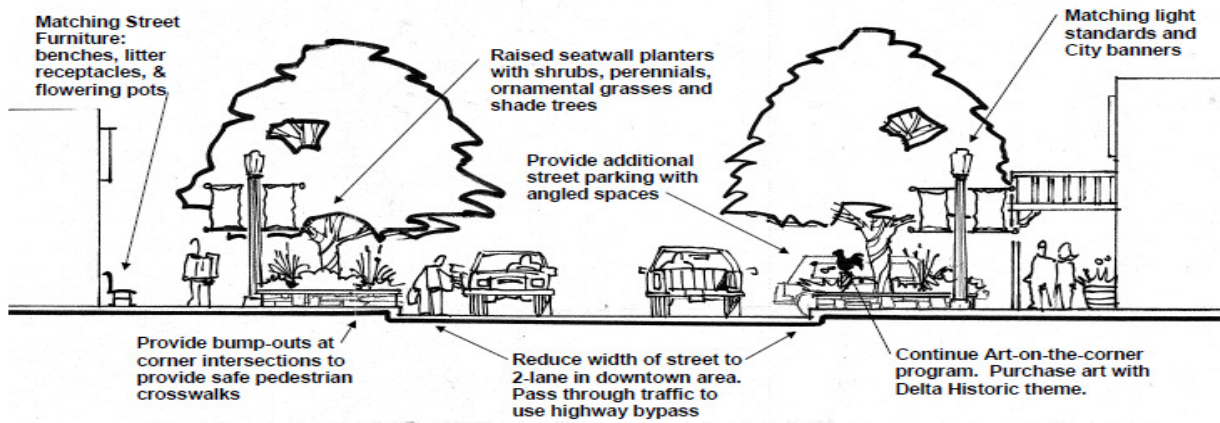 Matching Street
Furniture:
benches, litter
receptacles, &
flowering pots
Raised seatwall planters
with shrubs, perennials,
ornamental grasses and
shade trees
Matching light
standards and
City banners
Provide additional
street parking with
angled spaces
Provide bump-outs at
corner intersections to
provide safe pedestrian
crosswalks
Reduce width of street to
2-lane in downtown area.
Pass through traffic to
use highway bypass
Continue Art-on-the-corner
program. Purchase art with
Delta Historic theme.